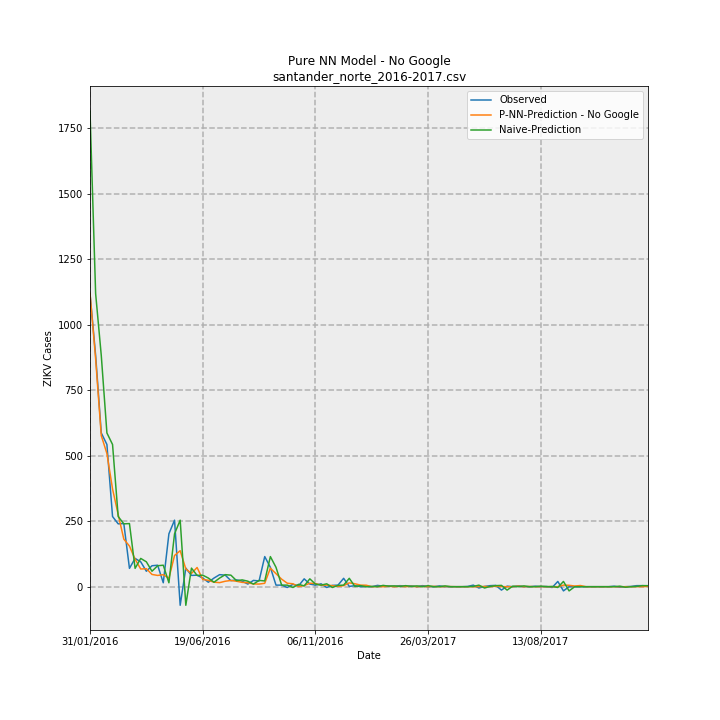 Pure NN Model - No Google
santander_norte_2016-2017.csv
Observed
P-NN-Prediction - No Google
Naive-Prediction
1750
1500
1250
1000
750
500
250
0
ZIKV Cases
31/01/2016
19/06/2016
06/11/2016
26/03/2017
13/08/2017
Date